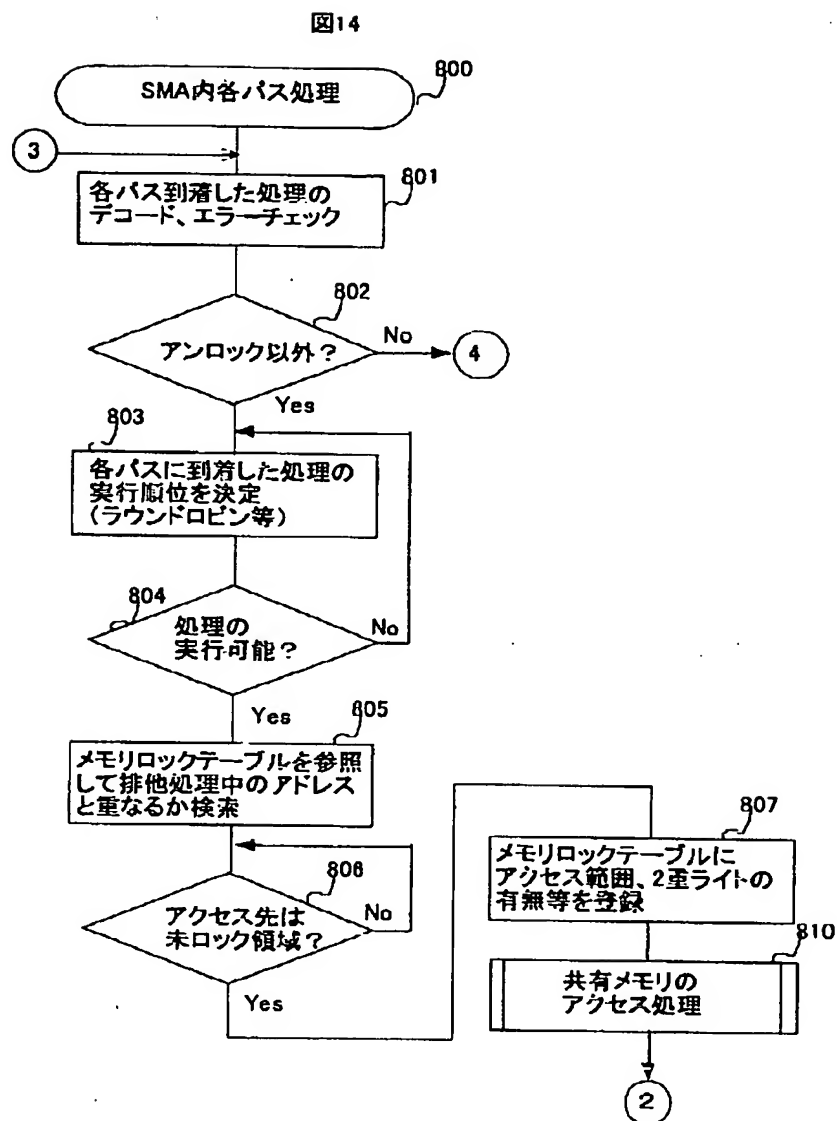 図14
SMA内各パス処理
800
3
各パス到着した処理の
デコード、エラーチェック
801
802
アンロック以外？
No
4
Yes
803
各パスに到着した処理の
実行順位を決定
(ラウンドロビン等)
804
処理の
実行可能？
No
Yes
805
メモリロックテーブルを参照
して排他処理中のアドレス
と重なるか検索
806
アクセス先は
未ロック領域？
No
Yes
807
メモリロックテーブルに
アクセス範囲、2重ライトの
有無等を登録
810
共有メモリの
アクセス処理
2